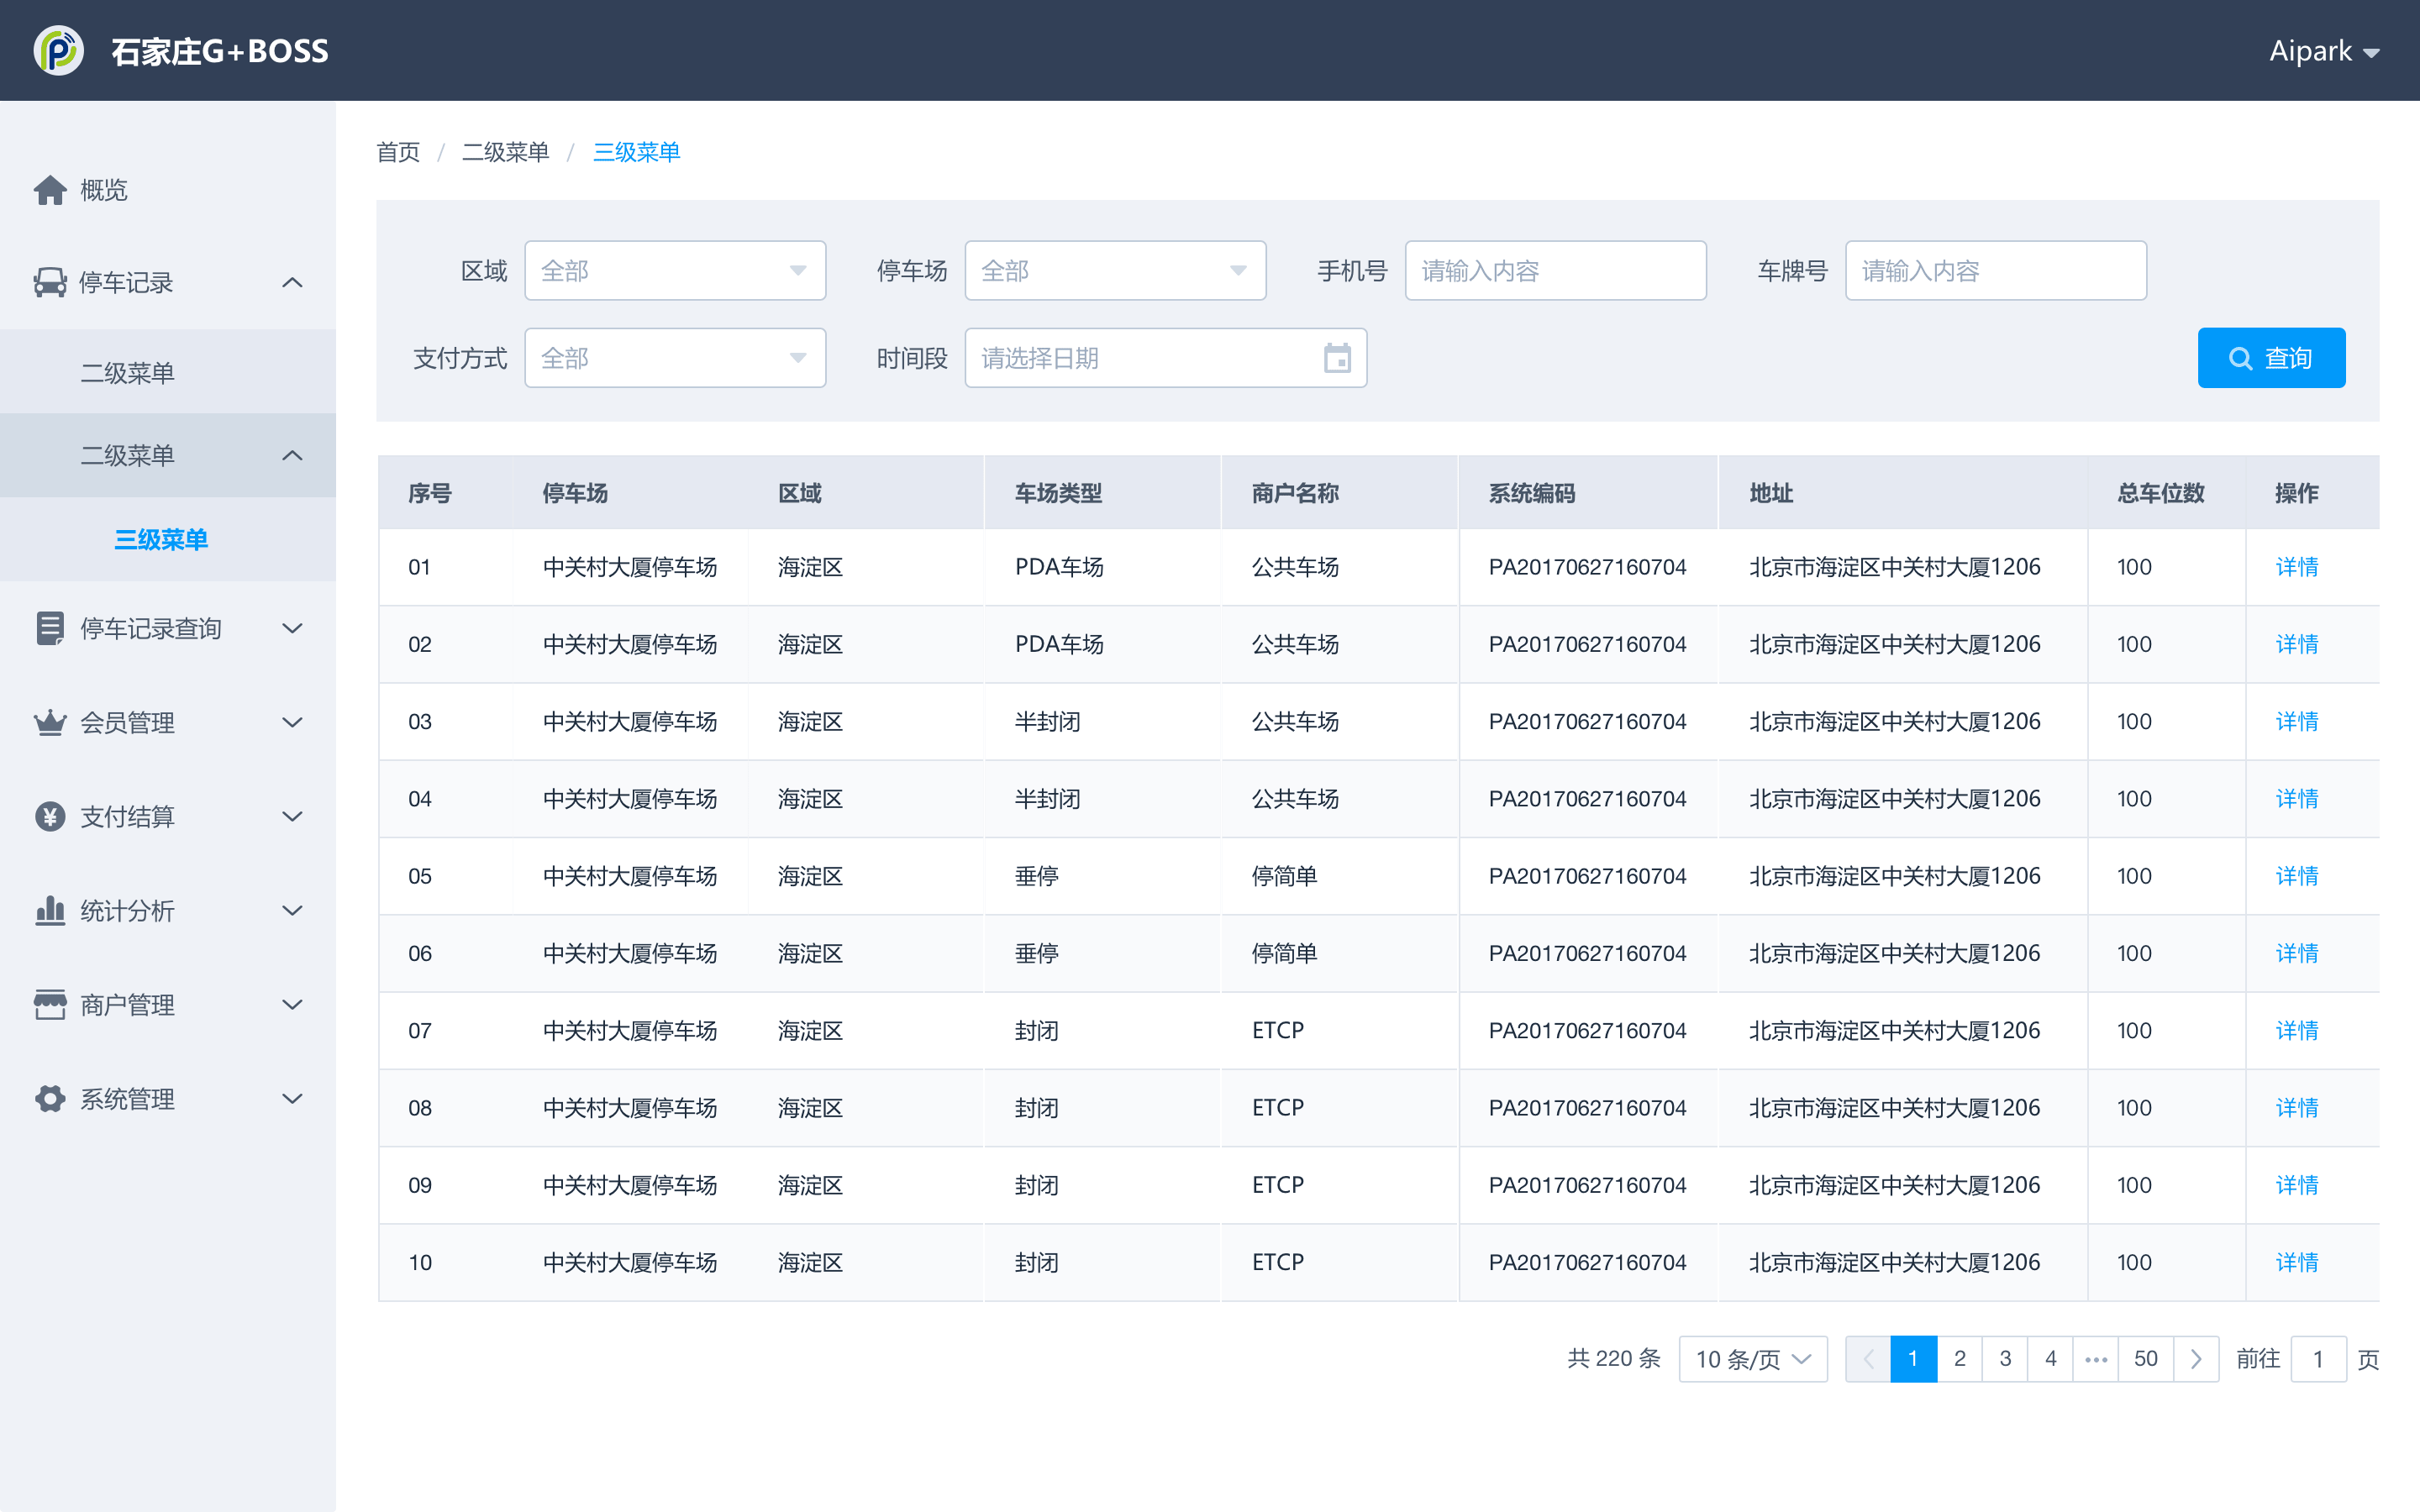 石家庄G+BOSS
Aipark
概览
停车记录
二级菜单
二级菜单
三级菜单
停车记录查询
会员管理
支付结算
统计分析
商户管理
系统管理
首页 / 二级菜单 / 三级菜单
区域 全部 停车场 全部 手机号 请输入内容 车牌号 请输入内容
支付方式 全部 时间段 请选择日期 查询
序号 停车场 区域 车场类型 商户名称 系统编码 地址 总车位数 操作
01 中关村大厦停车场 海淀区 PDA车场 公共车场 PA20170627160704 北京市海淀区中关村大厦1206 100 详情
02 中关村大厦停车场 海淀区 PDA车场 公共车场 PA20170627160704 北京市海淀区中关村大厦1206 100 详情
03 中关村大厦停车场 海淀区 半封闭 公共车场 PA20170627160704 北京市海淀区中关村大厦1206 100 详情
04 中关村大厦停车场 海淀区 半封闭 公共车场 PA20170627160704 北京市海淀区中关村大厦1206 100 详情
05 中关村大厦停车场 海淀区 垂停 停简单 PA20170627160704 北京市海淀区中关村大厦1206 100 详情
06 中关村大厦停车场 海淀区 垂停 停简单 PA20170627160704 北京市海淀区中关村大厦1206 100 详情
07 中关村大厦停车场 海淀区 封闭 ETCP PA20170627160704 北京市海淀区中关村大厦1206 100 详情
08 中关村大厦停车场 海淀区 封闭 ETCP PA20170627160704 北京市海淀区中关村大厦1206 100 详情
09 中关村大厦停车场 海淀区 封闭 ETCP PA20170627160704 北京市海淀区中关村大厦1206 100 详情
10 中关村大厦停车场 海淀区 封闭 ETCP PA20170627160704 北京市海淀区中关村大厦1206 100 详情
共 220 条 10 条/页 1 2 3 4 ••• 50 前往 1 页